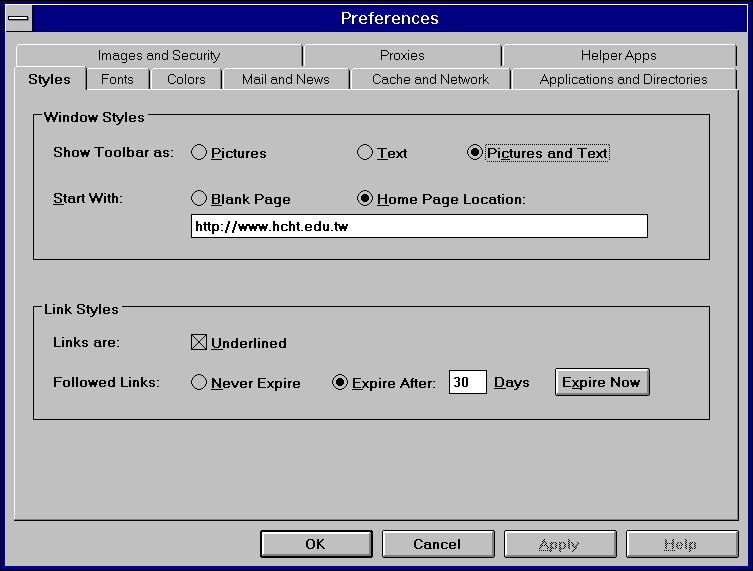 Preferences
Images and Security Proxies Helper Apps
Styles Fonts Colors Mail and News Cache and Network Applications and Directories
Window Styles
Show Toolbar as: Pictures Text Pictures and Text
Start With: Blank Page Home Page Location:
http://www.hcht.edu.tw
Link Styles
Links are: Underlined
Followed Links: Never Expire Expire After: 30 Days Expire Now
OK Cancel Apply Help